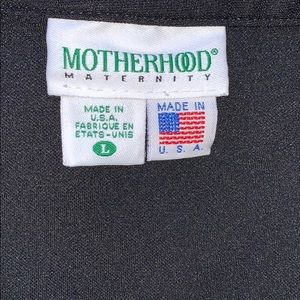 MOTHERHOOD®
MATERNITY
MADE IN
U.S.A.
FABRIQUE EN
ETATS-UNIS
L
MADE IN
U. S. A.